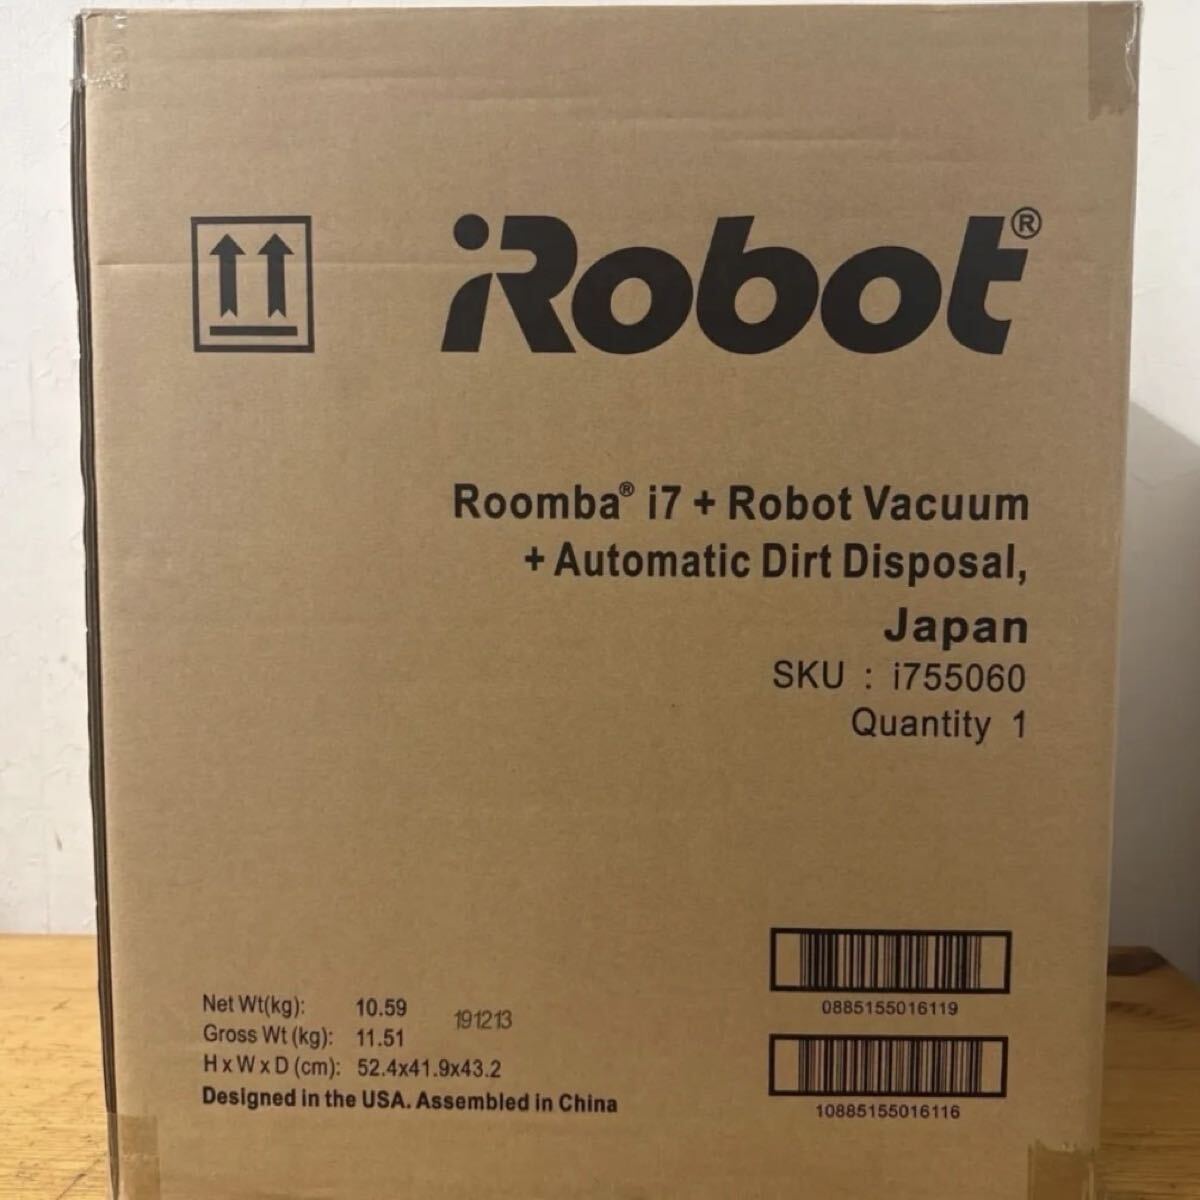 iRobot®
Roomba® i7 + Robot Vacuum
+ Automatic Dirt Disposal,
Japan
SKU : i755060
Quantity 1
0885155016119
10885155016116
Net Wt(kg): 10.59
191213
Gross Wt (kg): 11.51
H x W x D (cm): 52.4x41.9x43.2
Designed in the USA. Assembled in China